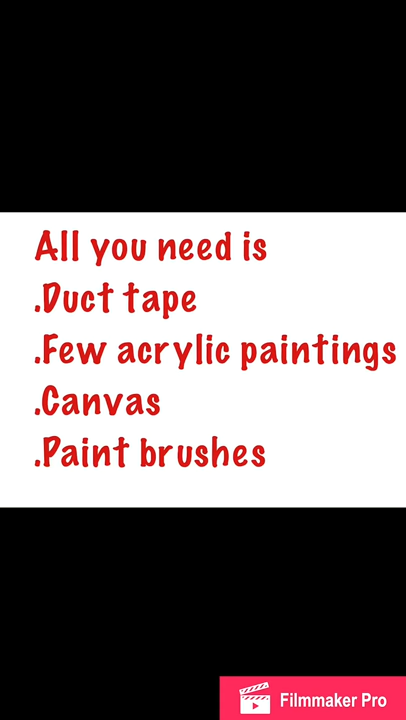 All you need is
.Duct tape
.Few acrylic paintings
.Canvas
.Paint brushes
Filmmaker Pro